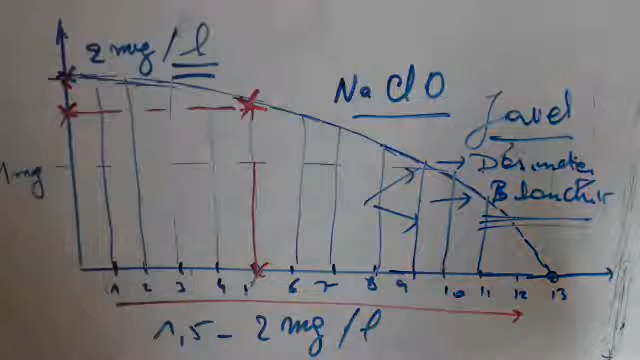 2 mg/l
NaClO
Javel
1 mg
Blanchir
1 2 3 4 5 6 7 8 9 10 11 12 13
1,5 - 2 mg/l